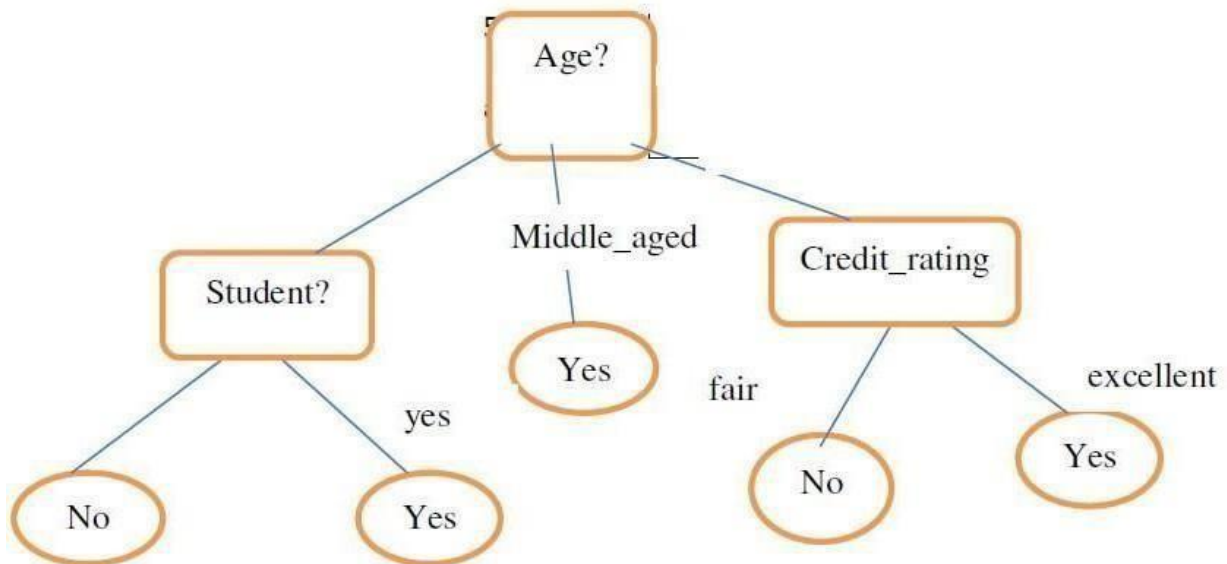 Age?
Middle_aged
Credit_rating
Student?
Yes
fair
excellent
yes
Yes
No
No
Yes